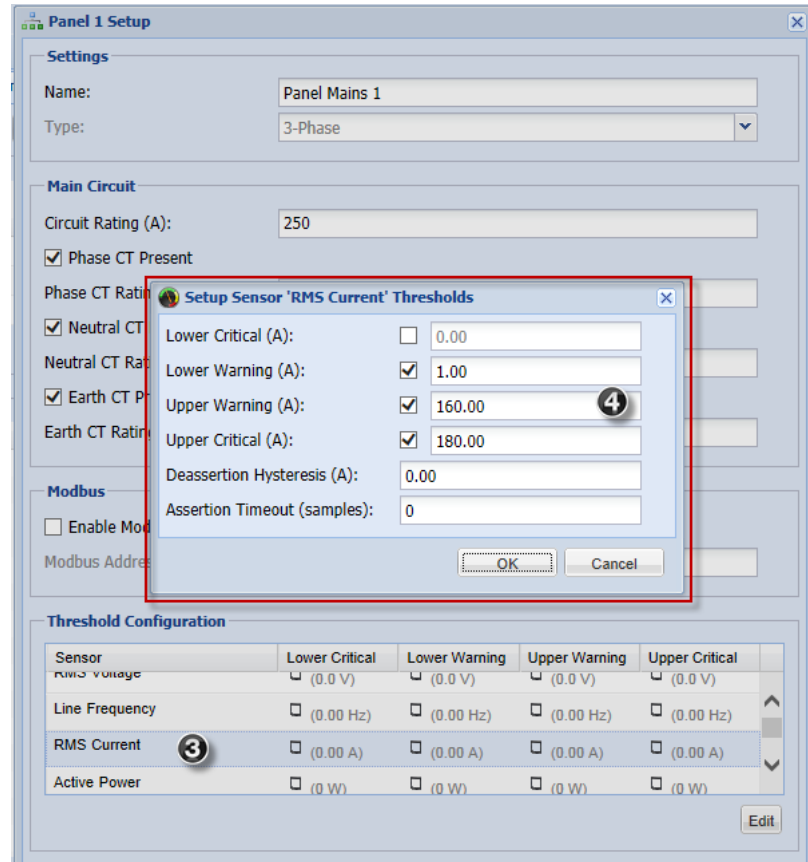 Panel 1 Setup
Settings
Name: Panel Mains 1
Type: 3-Phase
Main Circuit
Circuit Rating (A): 250
Phase CT Present
Phase CT
Setup Sensor 'RMS Current' Thresholds
Lower Critical (A): 0.00
Neutral CT
Lower Warning (A): 1.00
Neutral CT
Upper Warning (A): 160.00 4
Earth CT
Upper Critical (A): 180.00
Earth CT
Deassertion Hysteresis (A): 0.00
Modbus
Assertion Timeout (samples): 0
Enable
Modbus
OK Cancel
Threshold Configuration
Sensor Lower Critical Lower Warning Upper Warning Upper Critical
RMS Voltage (0.0 V) (0.0 V) (0.0 V) (0.0 V)
Line Frequency (0.00 Hz) (0.00 Hz) (0.00 Hz) (0.00 Hz)
RMS Current 3 (0.00 A) (0.00 A) (0.00 A) (0.00 A)
Active Power (0 W) (0 W) (0 W) (0 W)
Edit